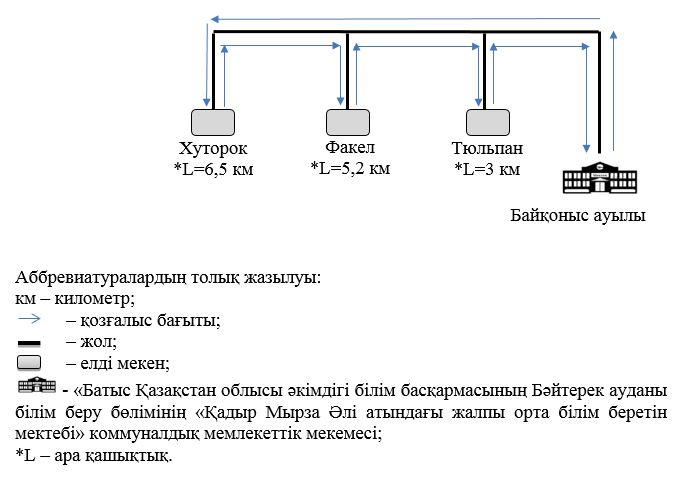 Хуторок Факел Тюльпан
*L=6,5 км *L=5,2 км *L=3 км
Байқоныс ауылы
Аббревиатуралардың толық жазылуы:
км – километр;
– қозғалыс бағыты;
– жол;
– елді мекен;
- «Батыс Қазақстан облысы әкімдігі білім басқармасының Бәйтерек ауданы
білім беру бөлімінің «Қадыр Мырза Әлі атындағы жалпы орта білім беретін
мектебі» коммуналдық мемлекеттік мекемесі;
*L – ара қашықтық.